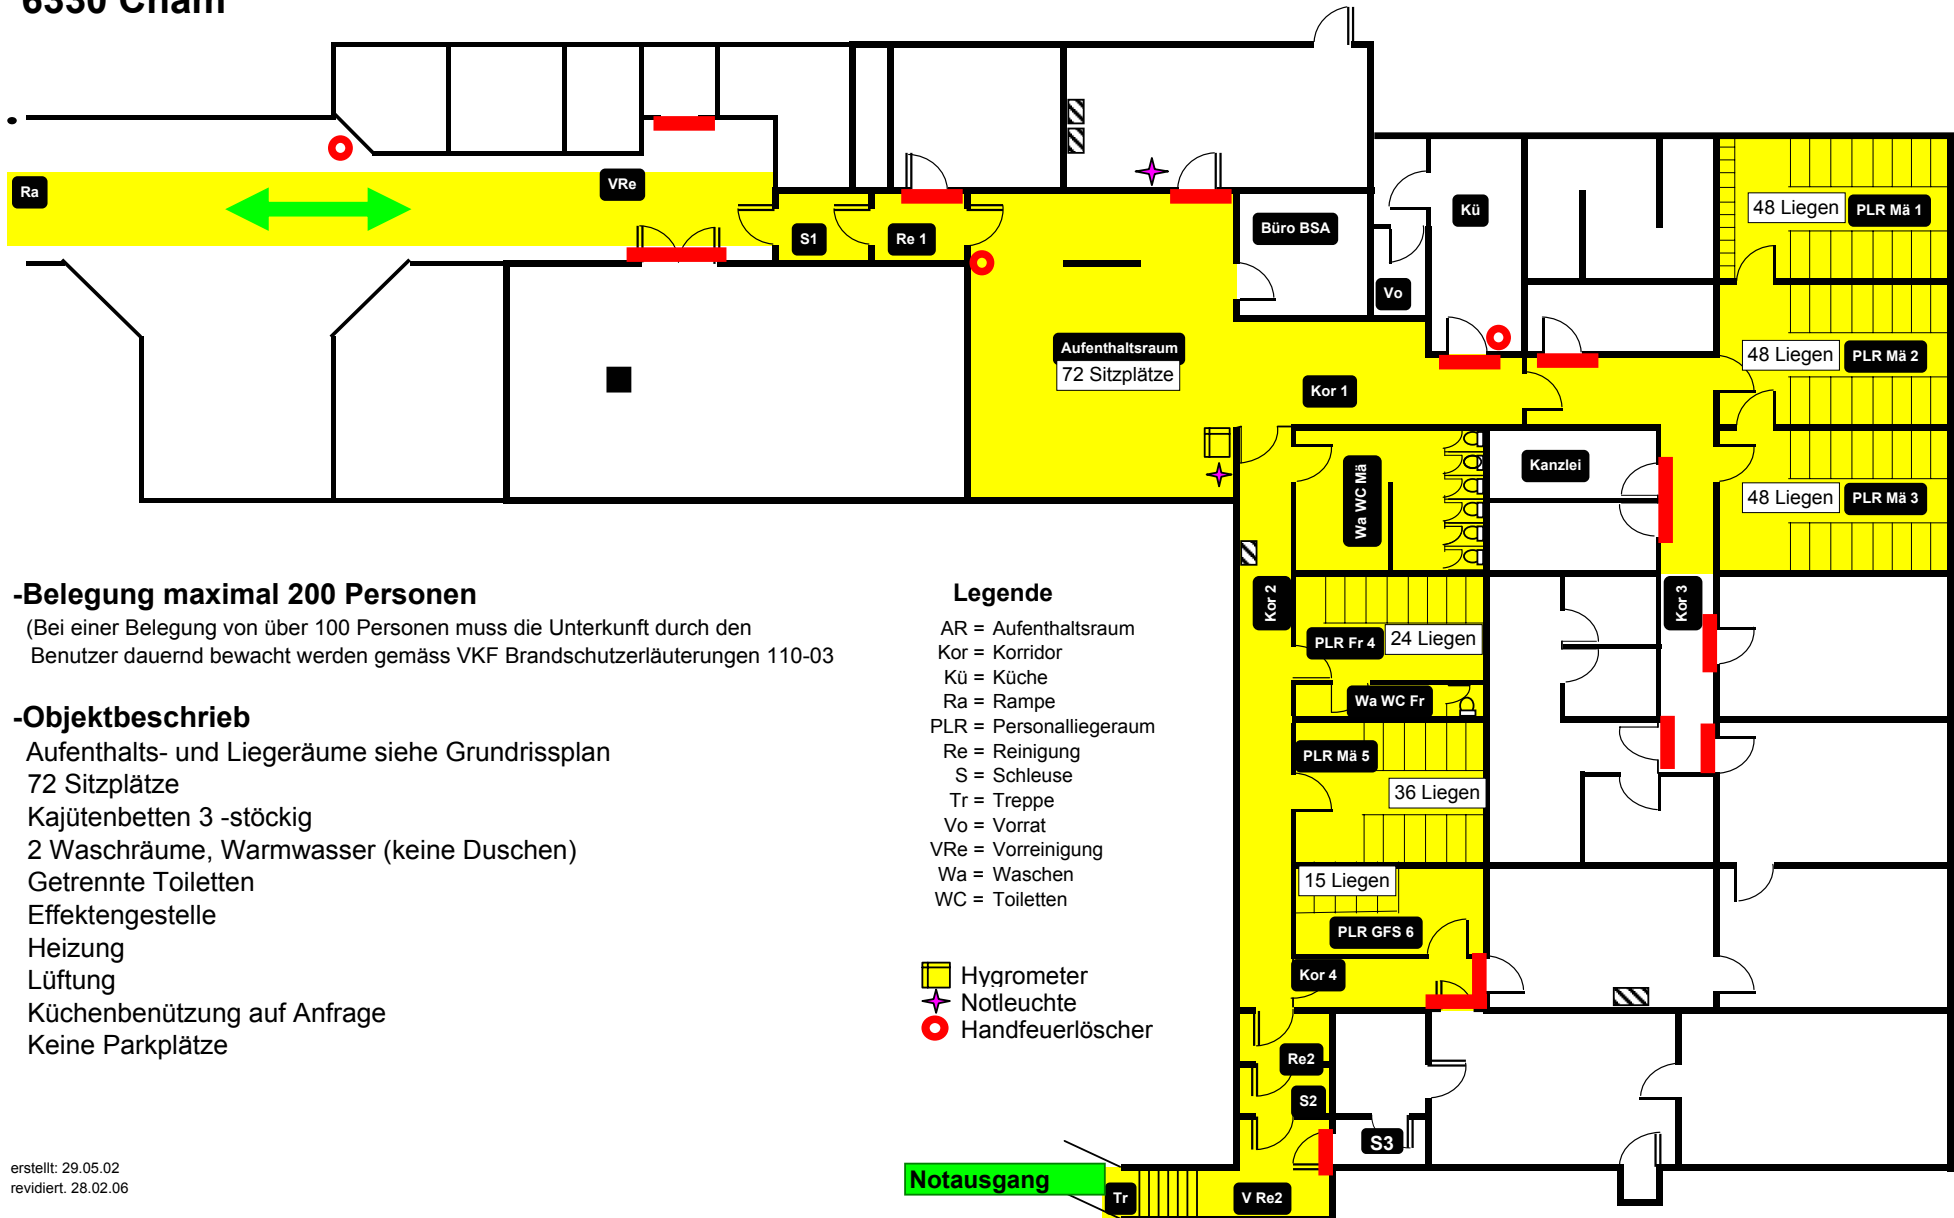 6330 Cham
Ra
VRe
S1
Re 1
Büro BSA
Kü
Vo
48 Liegen
PLR Mä 1
48 Liegen
PLR Mä 2
48 Liegen
PLR Mä 3
Aufenthaltsraum
72 Sitzplätze
Kor 1
Wa WC Mä
Kanzlei
Kor 2
Kor 3
PLR Fr 4
24 Liegen
Wa WC Fr
PLR Mä 5
36 Liegen
15 Liegen
PLR GFS 6
Kor 4
Re2
S2
S3
Notausgang
Tr
V Re2
-Belegung maximal 200 Personen
(Bei einer Belegung von über 100 Personen muss die Unterkunft durch den
Benutzer dauernd bewacht werden gemäss VKF Brandschutzerläuterungen 110-03
-Objektbeschrieb
Aufenthalts- und Liegeräume siehe Grundrissplan
72 Sitzplätze
Kajütenbetten 3 -stöckig
2 Waschräume, Warmwasser (keine Duschen)
Getrennte Toiletten
Effektengestelle
Heizung
Lüftung
Küchenbenützung auf Anfrage
Keine Parkplätze
Legende
AR = Aufenthaltsraum
Kor = Korridor
Kü = Küche
Ra = Rampe
PLR = Personalliegeraum
Re = Reinigung
S = Schleuse
Tr = Treppe
Vo = Vorrat
VRe = Vorreinigung
Wa = Waschen
WC = Toiletten
Hygrometer
Notleuchte
Handfeuerlöscher
erstellt: 29.05.02
revidiert. 28.02.06